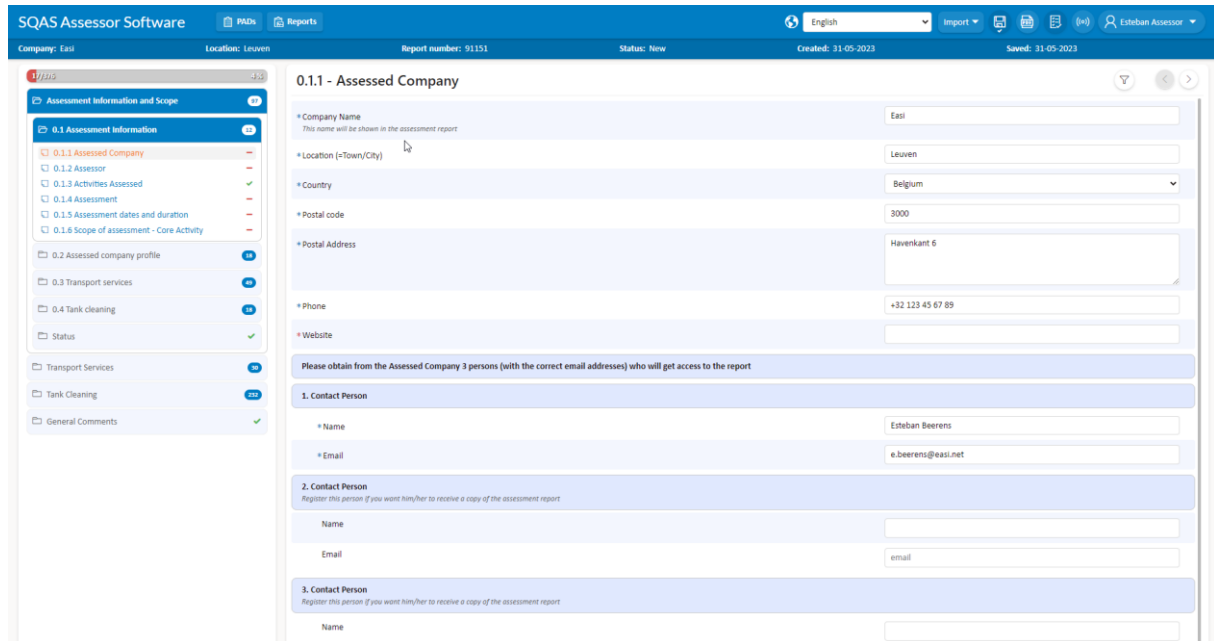 SQAS Assessor Software
PADs
Reports
English
Import
Esteban Assessor
Company: Easi
Location: Leuven
Report number: 91151
Status: New
Created: 31-05-2023
Saved: 31-05-2023
4%
Assessment Information and Scope
87
0.1 Assessment Information
12
0.1.1 Assessed Company
0.1.2 Assessor
0.1.3 Activities Assessed
0.1.4 Assessment
0.1.5 Assessment dates and duration
0.1.6 Scope of assessment - Core Activity
0.2 Assessed company profile
0.3 Transport services
0.4 Tank cleaning
Status
Transport Services
Tank Cleaning
232
General Comments
0.1.1 - Assessed Company
* Company Name
This name will be shown in the assessment report
Easi
* Location (=Town/City)
Leuven
* Country
Belgium
* Postal code
3000
* Postal Address
Havenkant 6
* Phone
+32 123 45 67 89
* Website
Please obtain from the Assessed Company 3 persons (with the correct email addresses) who will get access to the report
1. Contact Person
* Name
Esteban Beerens
* Email
e.beerens@easi.net
2. Contact Person
Register this person if you want him/her to receive a copy of the assessment report
Name
Email
email
3. Contact Person
Register this person if you want him/her to receive a copy of the assessment report
Name